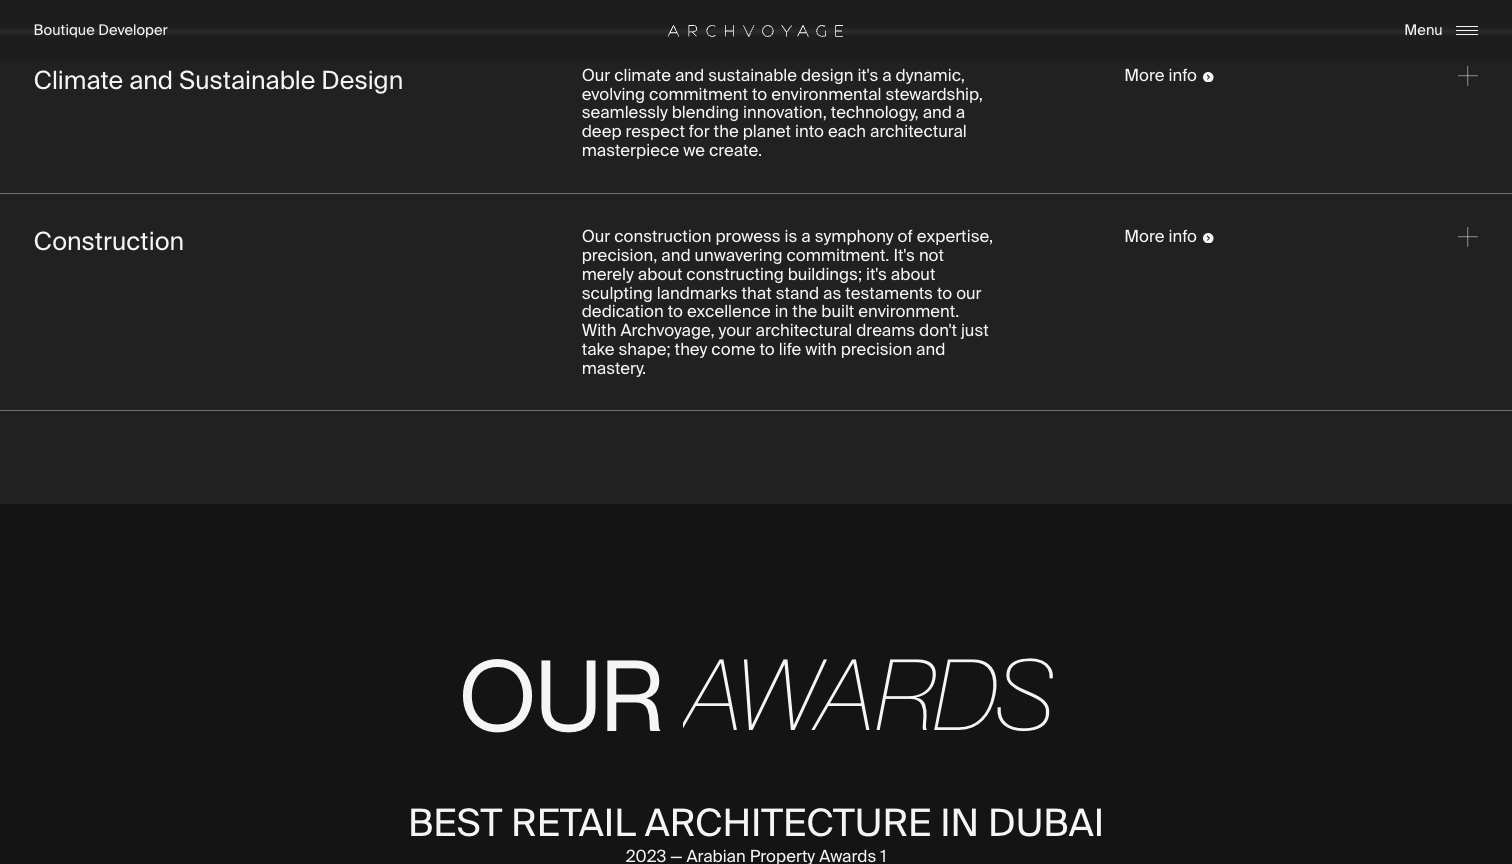 Boutique Developer
ARCHVOYAGE
Menu
Climate and Sustainable Design
Our climate and sustainable design it's a dynamic,
evolving commitment to environmental stewardship,
seamlessly blending innovation, technology, and a
deep respect for the planet into each architectural
masterpiece we create.
More info
Construction
Our construction prowess is a symphony of expertise,
precision, and unwavering commitment. It's not
merely about constructing buildings; it's about
sculpting landmarks that stand as testaments to our
dedication to excellence in the built environment.
With Archvoyage, your architectural dreams don't just
take shape; they come to life with precision and
mastery.
More info
OUR AWARDS
BEST RETAIL ARCHITECTURE IN DUBAI
2023 — Arabian Property Awards 1